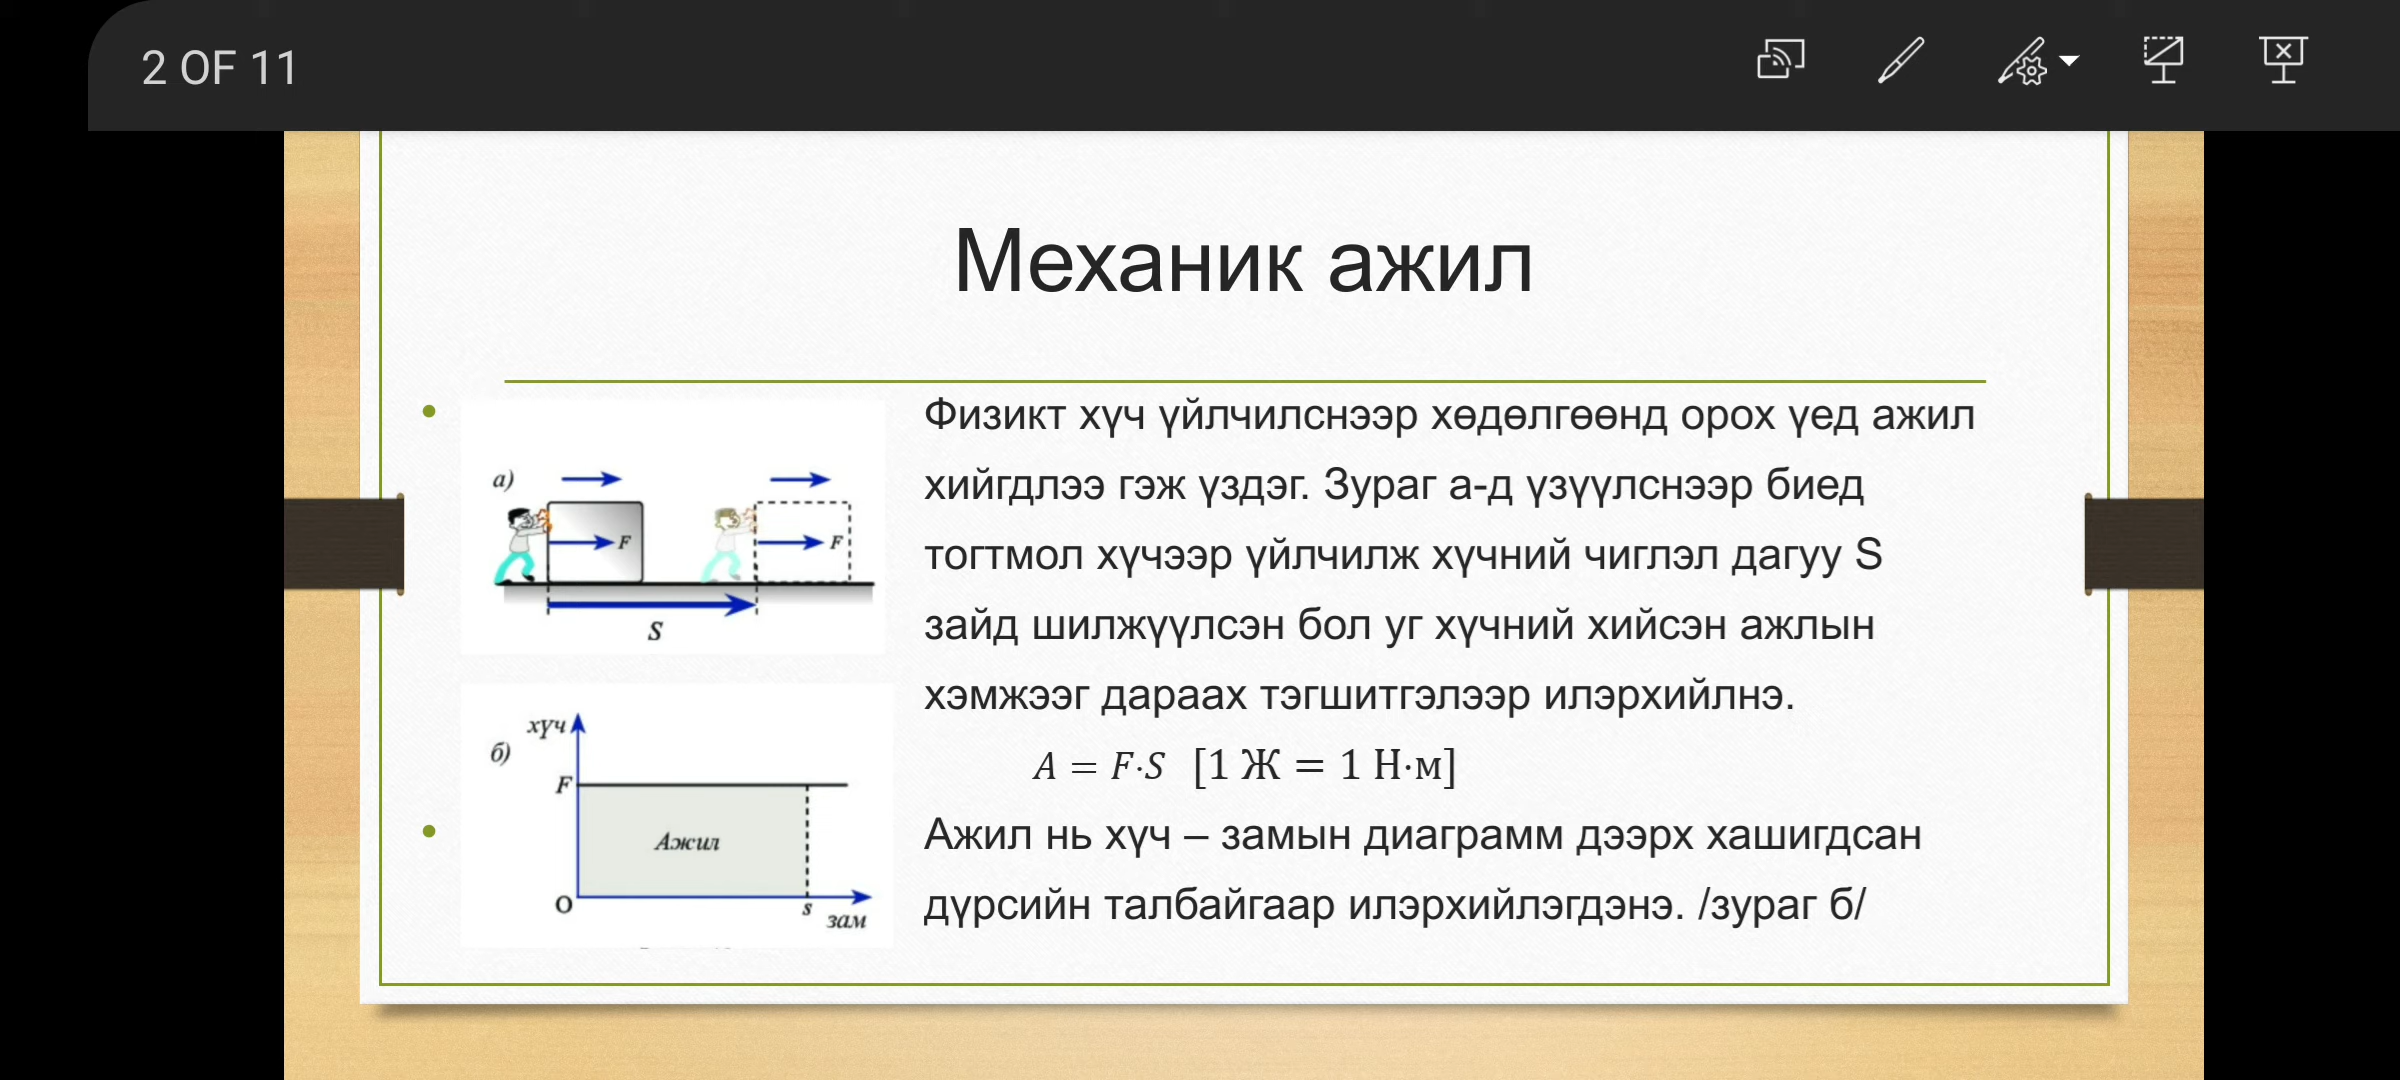 2 OF 11
Механик ажил
а)
F
F
S
хүч
б)
F
Ажил
O
s
зам
Физикт хүч үйлчилснээр хөдөлгөөнд орох үед ажил
хийгдлээ гэж үздэг. Зураг а-д үзүүлснээр биед
тогтмол хүчээр үйлчилж хүчний чиглэл дагуу S
зайд шилжүүлсэн бол уг хүчний хийсэн ажлын
хэмжээг дараах тэгшитгэлээр илэрхийлнэ.
A = F·S [1 Ж = 1 Н·м]
Ажил нь хүч – замын диаграмм дээрх хашигдсан
дүрсийн талбайгаар илэрхийлэгдэнэ. /зураг б/